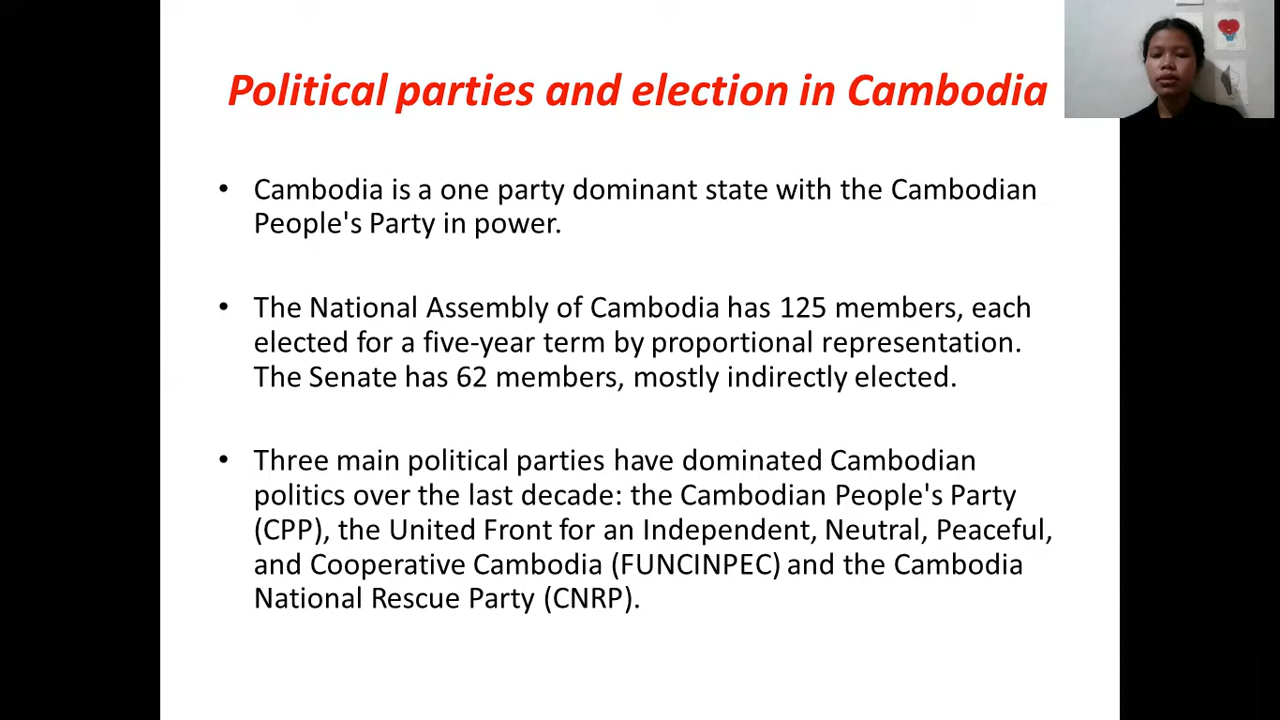 Political parties and election in Cambodia
• Cambodia is a one party dominant state with the Cambodian
People's Party in power.
• The National Assembly of Cambodia has 125 members, each
elected for a five-year term by proportional representation.
The Senate has 62 members, mostly indirectly elected.
• Three main political parties have dominated Cambodian
politics over the last decade: the Cambodian People's Party
(CPP), the United Front for an Independent, Neutral, Peaceful,
and Cooperative Cambodia (FUNCINPEC) and the Cambodia
National Rescue Party (CNRP).